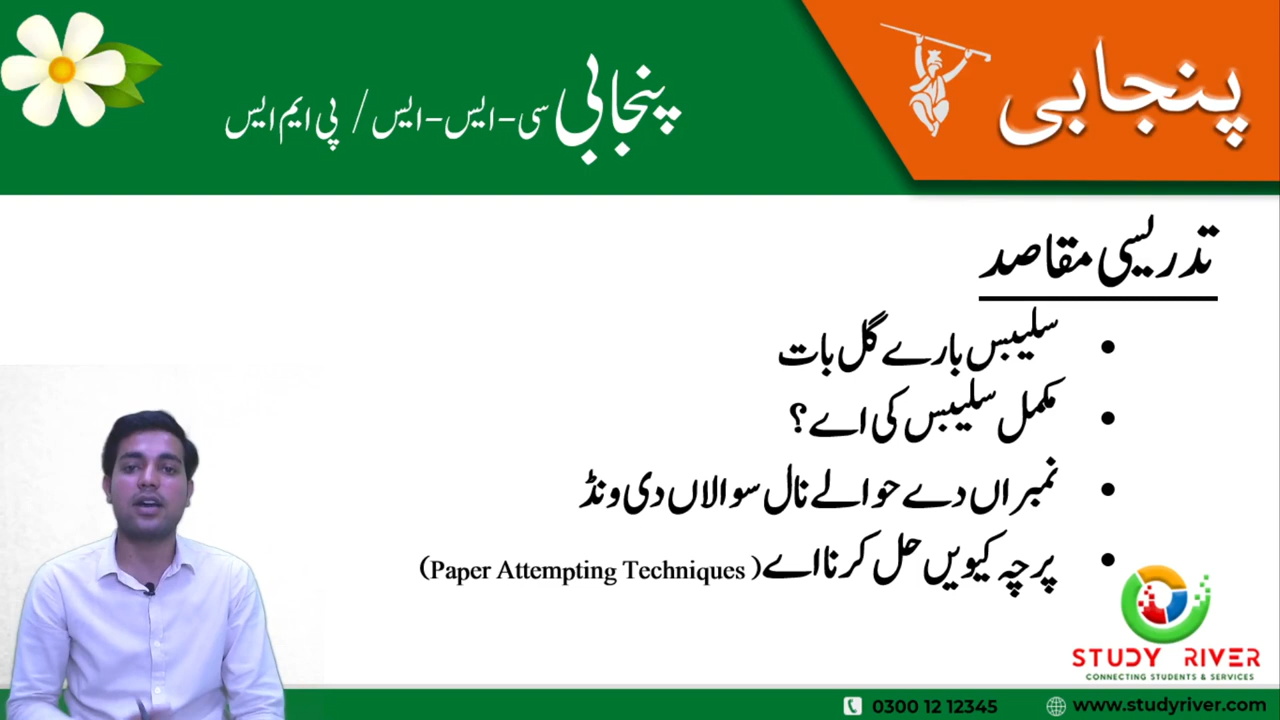 پنجابی
پنجابی سی-ایس-ایس / پی ایم ایس
تدریسی مقاصد
• سلیبس بارے گل بات
• مکمل سلیبس کی اے؟
• نمبراں دے حوالے نال سوالاں دی ونڈ
• پرچہ کیویں حل کرنا اے (Paper Attempting Techniques)
STUDY RIVER
CONNECTING STUDENTS & SERVICES
0300 12 12345
www.studyriver.com